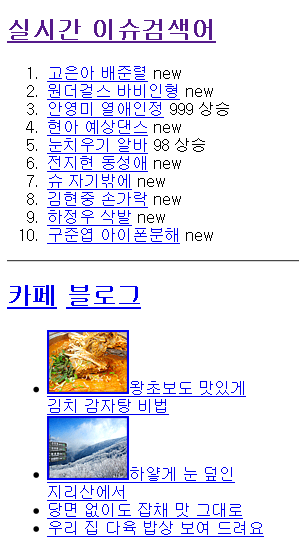 실시간 이슈검색어
1. 고은아 배준렬 new
2. 원더걸스 바비인형 new
3. 안영미 열애인정 999 상승
4. 현아 예상댄스 new
5. 눈치우기 알바 98 상승
6. 전지현 동성애 new
7. 슈 자기밖에 new
8. 김현중 손가락 new
9. 하정우 삭발 new
10. 구준엽 아이폰분해 new
카페 블로그
왕초보도 맛있게
김치 감자탕 비법
하얗게 눈 덮인
지리산에서
당면 없이도 잡채 맛 그대로
우리 집 다육 밥상 보여 드려요